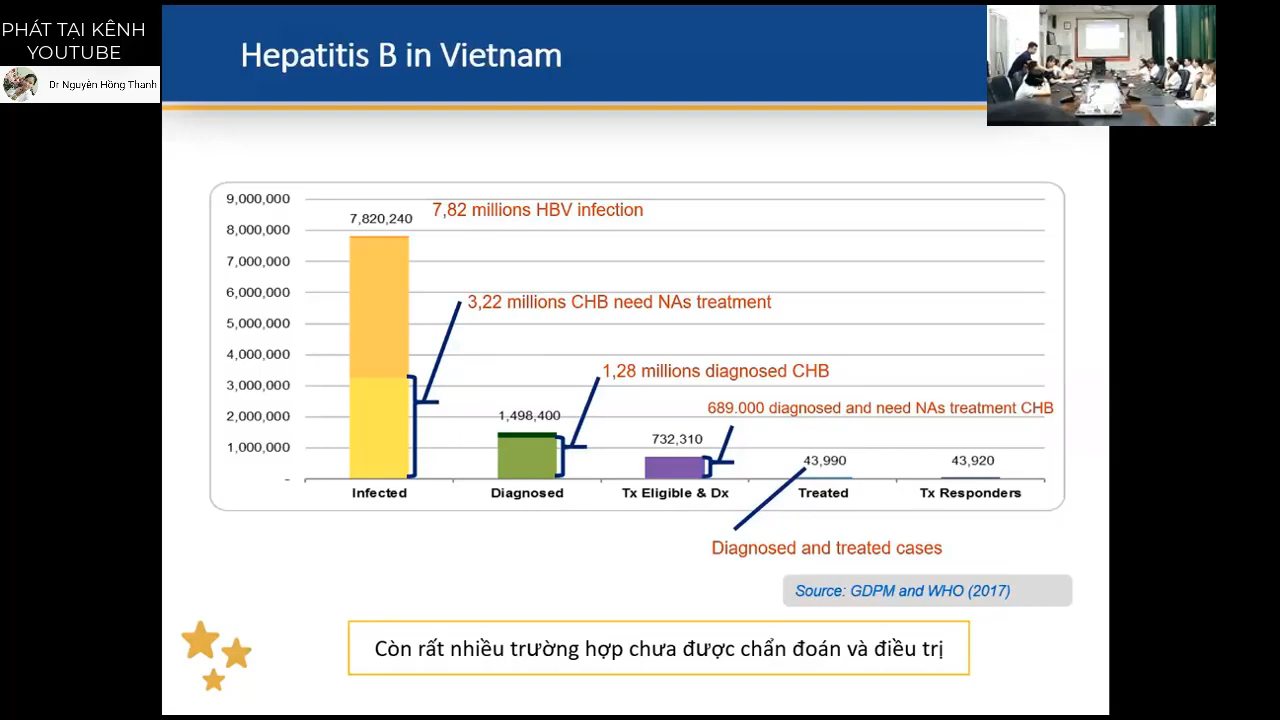 PHÁT TẠI KÊNH
YOUTUBE
Dr Nguyễn Hồng Thanh
Hepatitis B in Vietnam
9,000,000
8,000,000
7,000,000
6,000,000
5,000,000
4,000,000
3,000,000
2,000,000
1,000,000
-
7,820,240
7,82 millions HBV infection
3,22 millions CHB need NAs treatment
1,28 millions diagnosed CHB
689.000 diagnosed and need NAs treatment CHB
1,498,400
732,310
43,990
43,920
Infected
Diagnosed
Tx Eligible & Dx
Treated
Tx Responders
Diagnosed and treated cases
Source: GDPM and WHO (2017)
Còn rất nhiều trường hợp chưa được chẩn đoán và điều trị